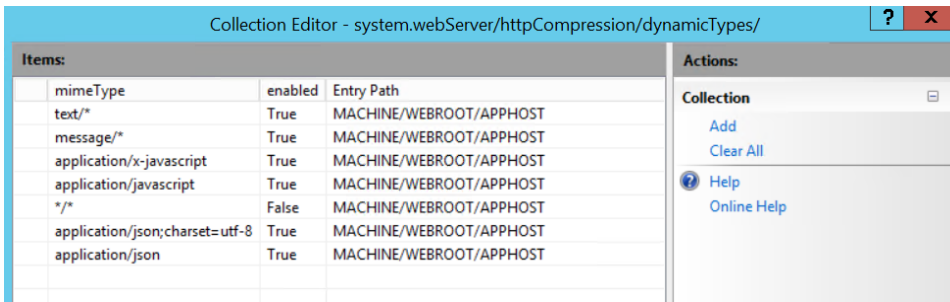 Collection Editor - system.webServer/httpCompression/dynamicTypes/
? x
Items:
mimeType enabled Entry Path
text/* True MACHINE/WEBROOT/APPHOST
message/* True MACHINE/WEBROOT/APPHOST
application/x-javascript True MACHINE/WEBROOT/APPHOST
application/javascript True MACHINE/WEBROOT/APPHOST
*/* False MACHINE/WEBROOT/APPHOST
application/json;charset=utf-8 True MACHINE/WEBROOT/APPHOST
application/json True MACHINE/WEBROOT/APPHOST
Actions:
Collection
Add
Clear All
? Help
Online Help